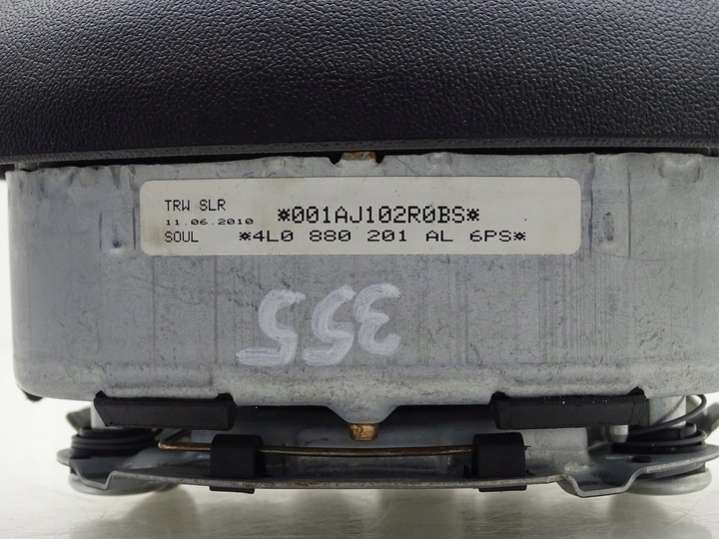 TRW SLR
11.06.2010 *001AJ102R0BS*
SOUL *4L0 880 201 AL 6PS*
355